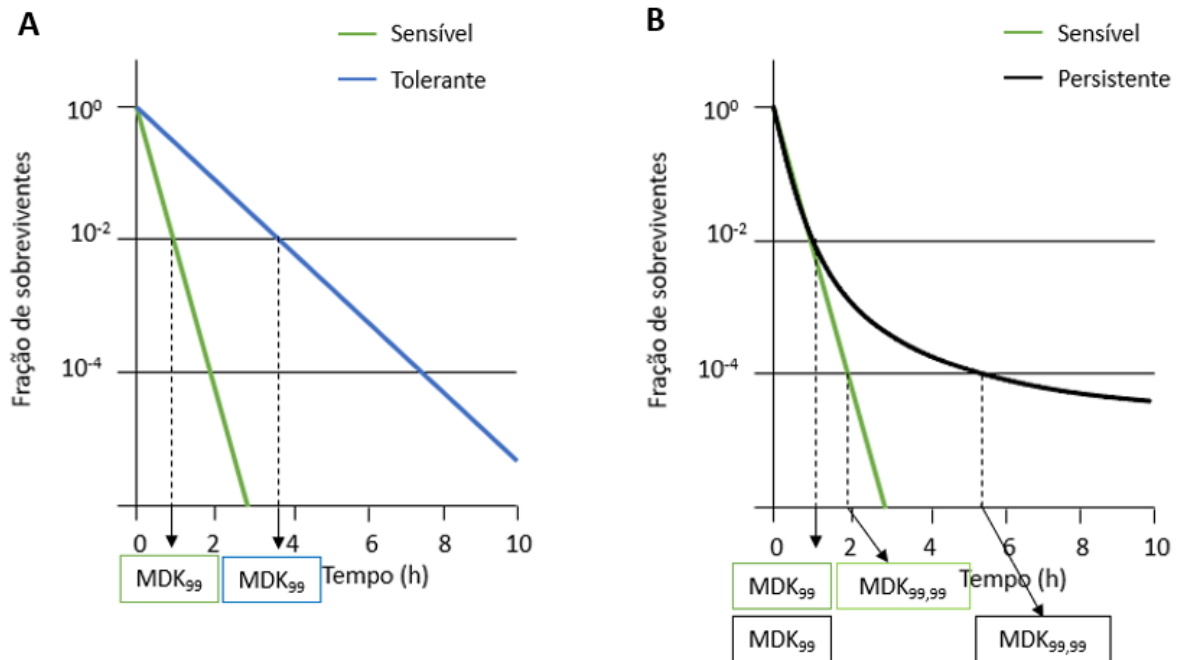 A
Sensível
Tolerante
Fração de sobreviventes
10⁰
10⁻²
10⁻⁴
0 2 4 6 8 10
Tempo (h)
MDK₉₉
MDK₉₉
B
Sensível
Persistente
Fração de sobreviventes
10⁰
10⁻²
10⁻⁴
0 2 4 6 8 10
Tempo (h)
MDK₉₉
MDK₉₉,₉₉
MDK₉₉
MDK₉₉,₉₉